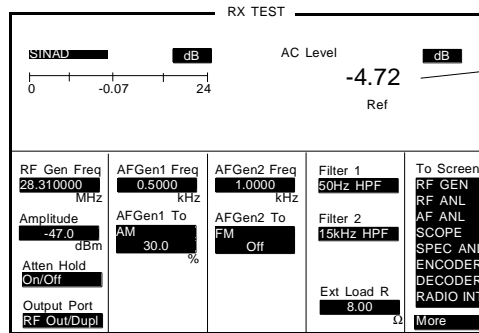 RX TEST
SINAD dB AC Level dB
-4.72
0 -0.07 24
Ref
RF Gen Freq AFGen1 Freq AFGen2 Freq Filter 1 To Screen
28.310000 0.5000 1.0000 50Hz HPF RF GEN
MHz kHz kHz RF ANL
Amplitude AFGen1 To AFGen2 To Filter 2 AF ANL
-47.0 AM FM 15kHz HPF SCOPE
dBm 30.0 Off SPEC ANL
% ENCODER
Atten Hold DECODER
On/Off Ext Load R RADIO INT
Output Port 8.00
RF Out/Dupl Ω More